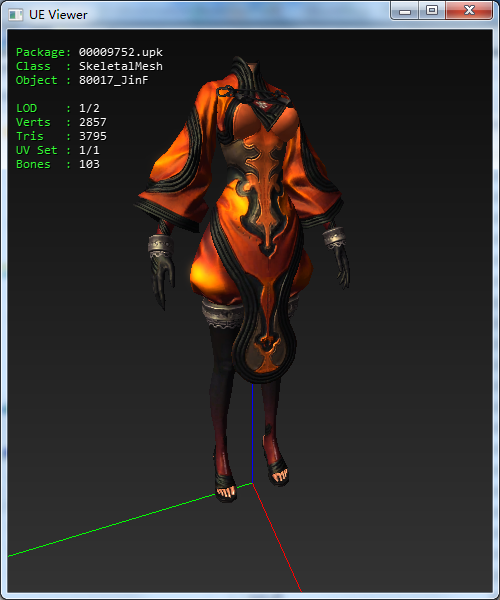 UE Viewer
Package: 00009752.upk
Class  : SkeletalMesh
Object : 80017_JinF
LOD    : 1/2
Verts  : 2857
Tris   : 3795
UV Set : 1/1
Bones  : 103